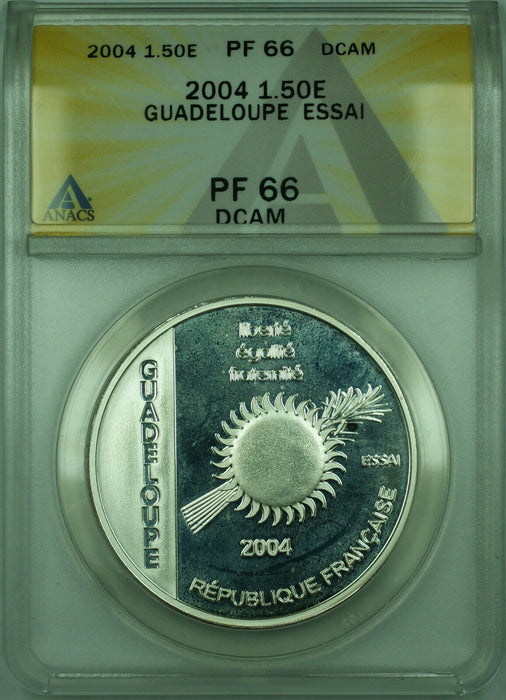 2004 1.50E PF 66 DCAM
2004 1.50E
GUADELOUPE ESSAI
PF 66
DCAM
ANACS
liberté
égalité
fraternité
GUADELOUPE
ESSAI
2004
RÉPUBLIQUE FRANÇAISE